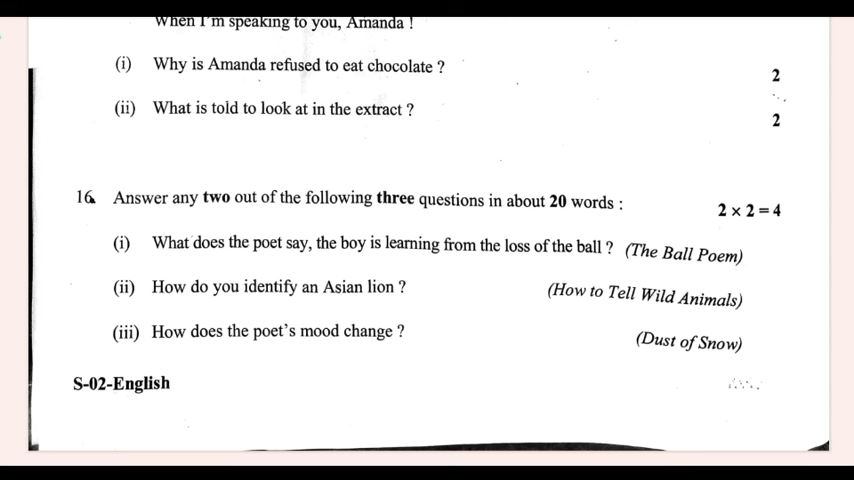 When I'm speaking to you, Amanda !
(i) Why is Amanda refused to eat chocolate ? 2
(ii) What is told to look at in the extract ? 2
16. Answer any two out of the following three questions in about 20 words : 2 × 2 = 4
(i) What does the poet say, the boy is learning from the loss of the ball ? (The Ball Poem)
(ii) How do you identify an Asian lion ? (How to Tell Wild Animals)
(iii) How does the poet's mood change ? (Dust of Snow)
S-02-English